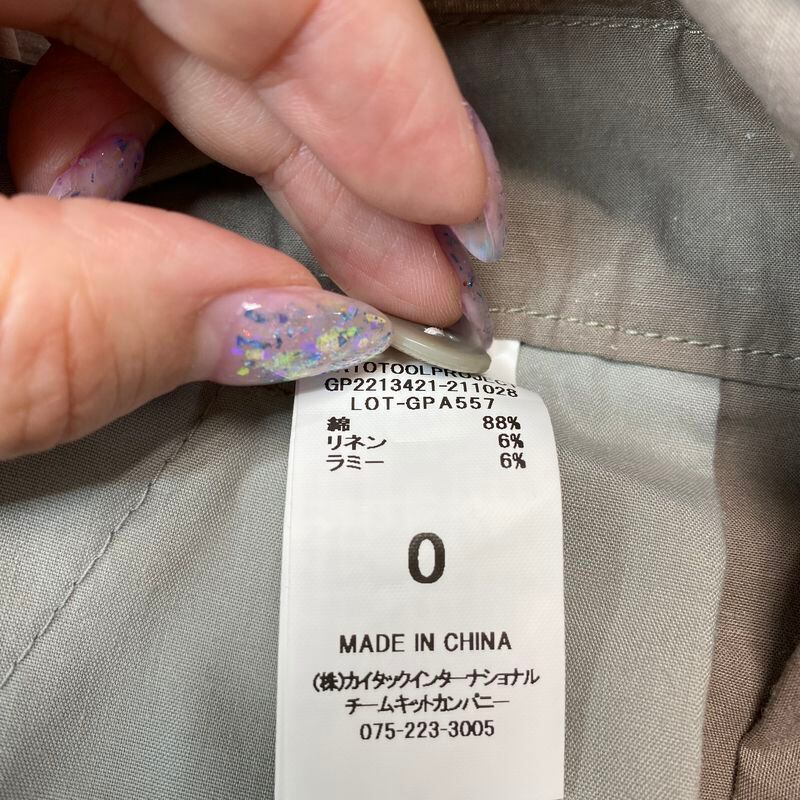 GP2213421-211028
LOT-GPA557
綿 88%
リネン 6%
ラミー 6%
0
MADE IN CHINA
(株)カイタックインターナショナル
チームキットカンパニー
075-223-3005